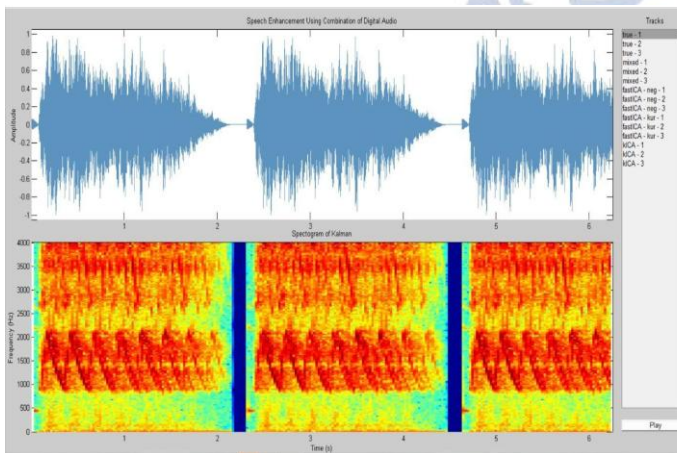 Speech Enhancement Using Combination of Digital Audio
Tracks
true - 1
true - 2
true - 3
mixed - 1
mixed - 2
mixed - 3
fastICA - neg - 1
fastICA - neg - 2
fastICA - neg - 3
fastICA - kur - 1
fastICA - kur - 2
fastICA - kur - 3
kICA - 1
kICA - 2
kICA - 3
Amplitude
1
0.8
0.6
0.4
0.2
0
-0.2
-0.4
-0.6
-0.8
-1
1 2 3 4 5 6
Spectogram of Kalman
Frequency (Hz)
4000
3500
3000
2500
2000
1500
1000
500
0
1 2 3 4 5 6
Time (s)
Play